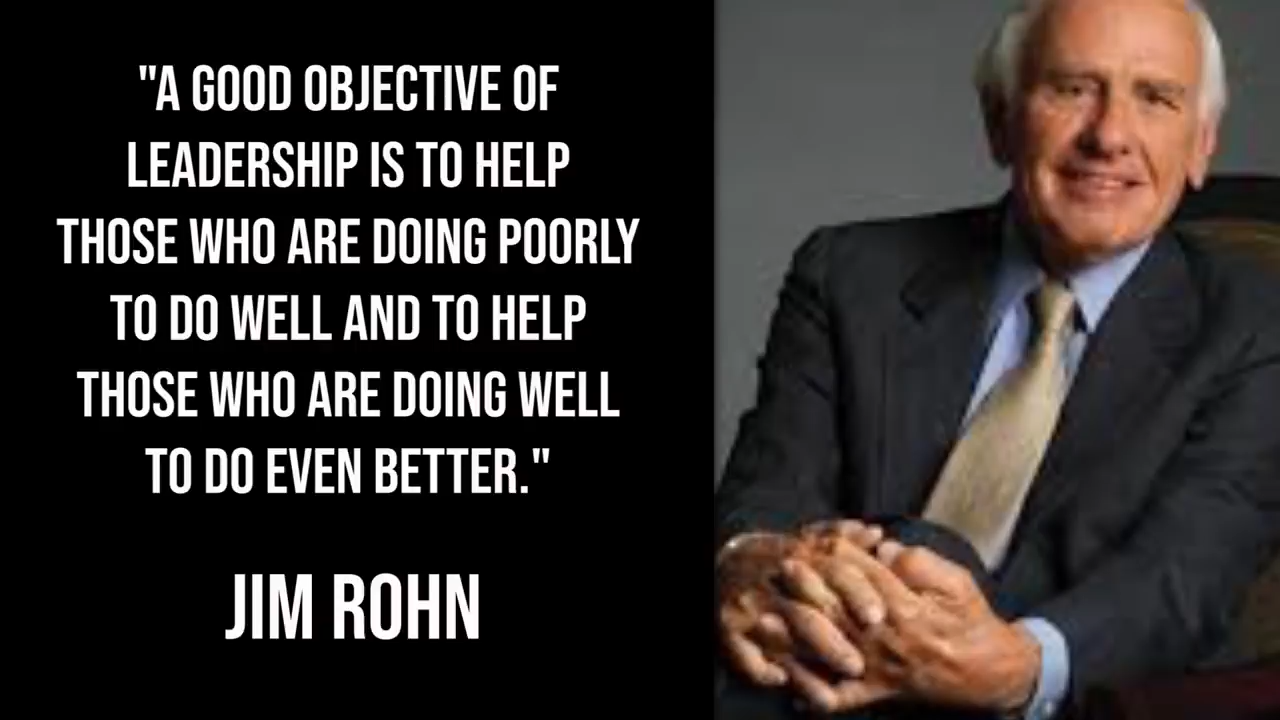 "A GOOD OBJECTIVE OF
LEADERSHIP IS TO HELP
THOSE WHO ARE DOING POORLY
TO DO WELL AND TO HELP
THOSE WHO ARE DOING WELL
TO DO EVEN BETTER."
JIM ROHN